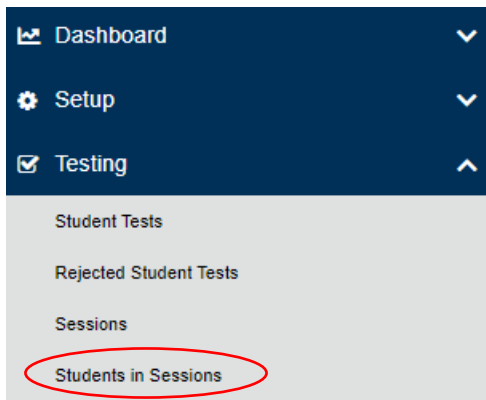 Dashboard
Setup
Testing
Student Tests
Rejected Student Tests
Sessions
Students in Sessions